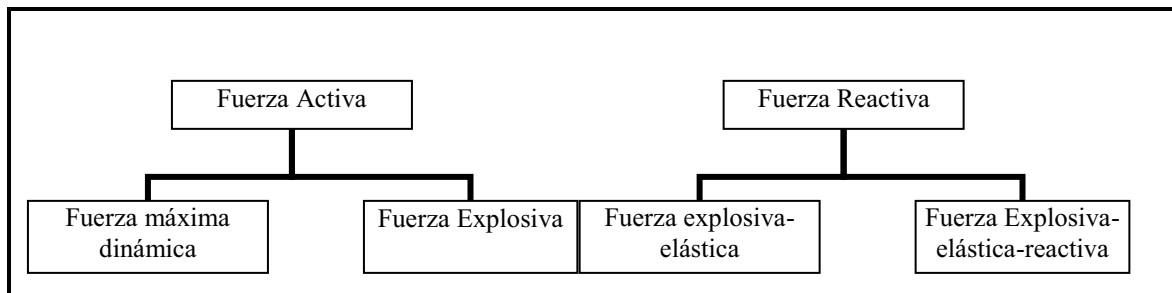 Fuerza Activa
Fuerza Reactiva
Fuerza máxima
dinámica
Fuerza Explosiva
Fuerza explosiva-
elástica
Fuerza Explosiva-
elástica-reactiva